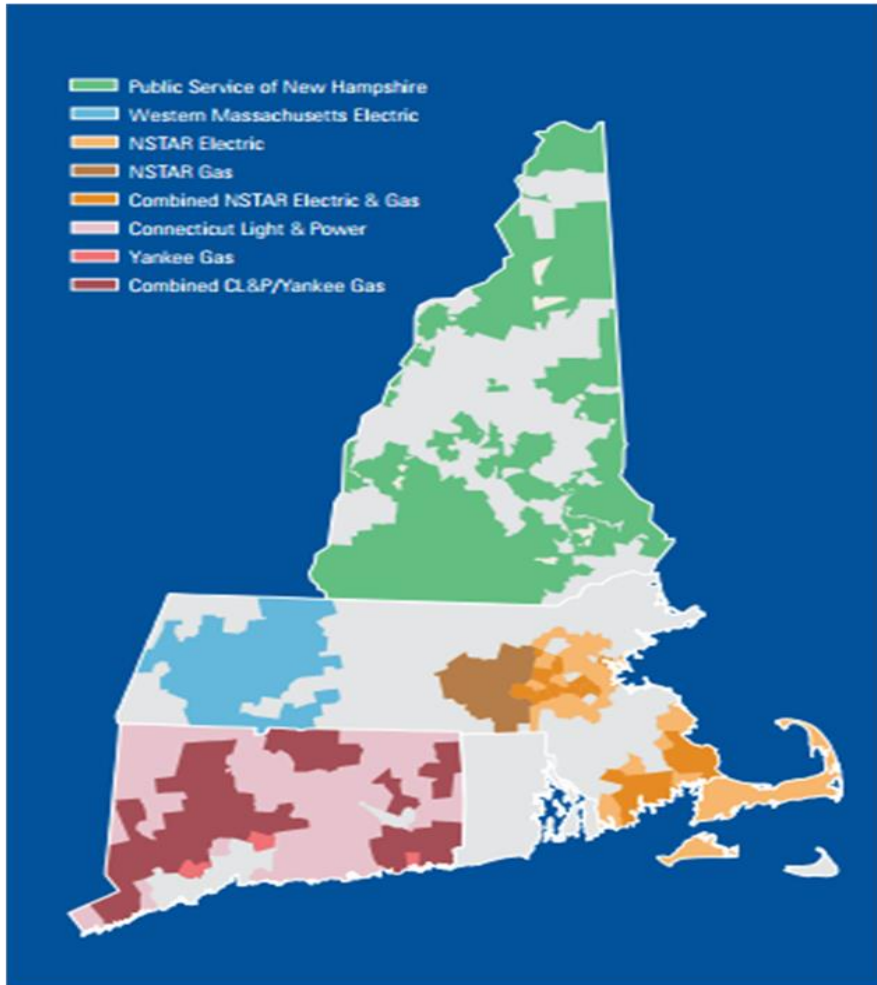 Public Service of New Hampshire
Western Massachusetts Electric
NSTAR Electric
NSTAR Gas
Combined NSTAR Electric & Gas
Connecticut Light & Power
Yankee Gas
Combined CL&P/Yankee Gas